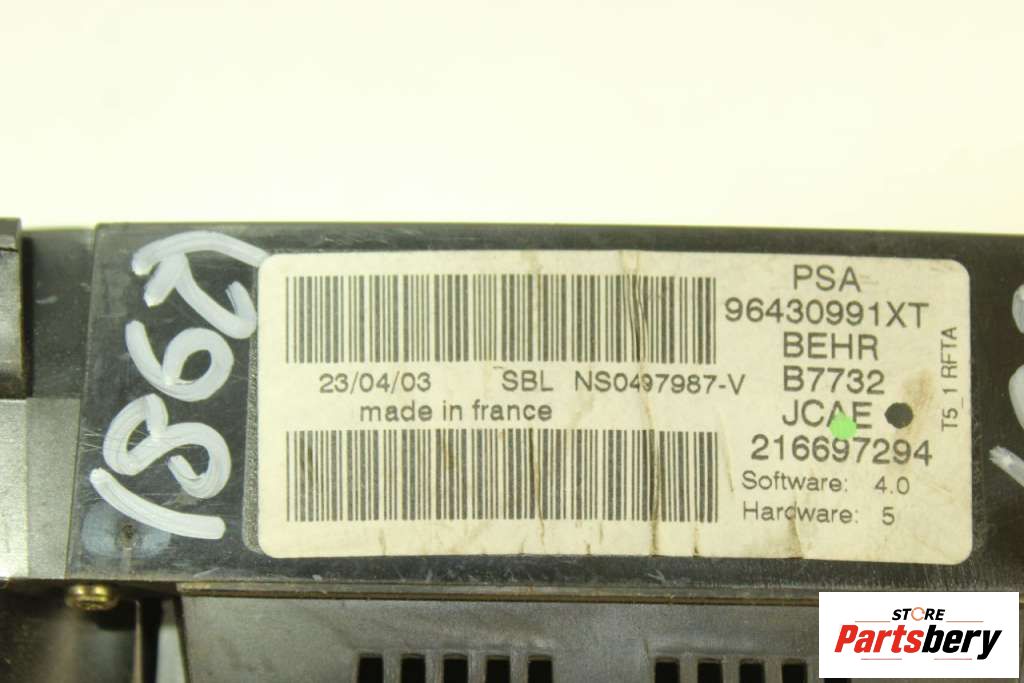 PSA
96430991XT
BEHR
B7732
JCAE
216697294
Software: 4.0
Hardware: 5
T5_1 RFTA
23/04/03 SBL NS0497987-V
made in france
STORE
Partsbery